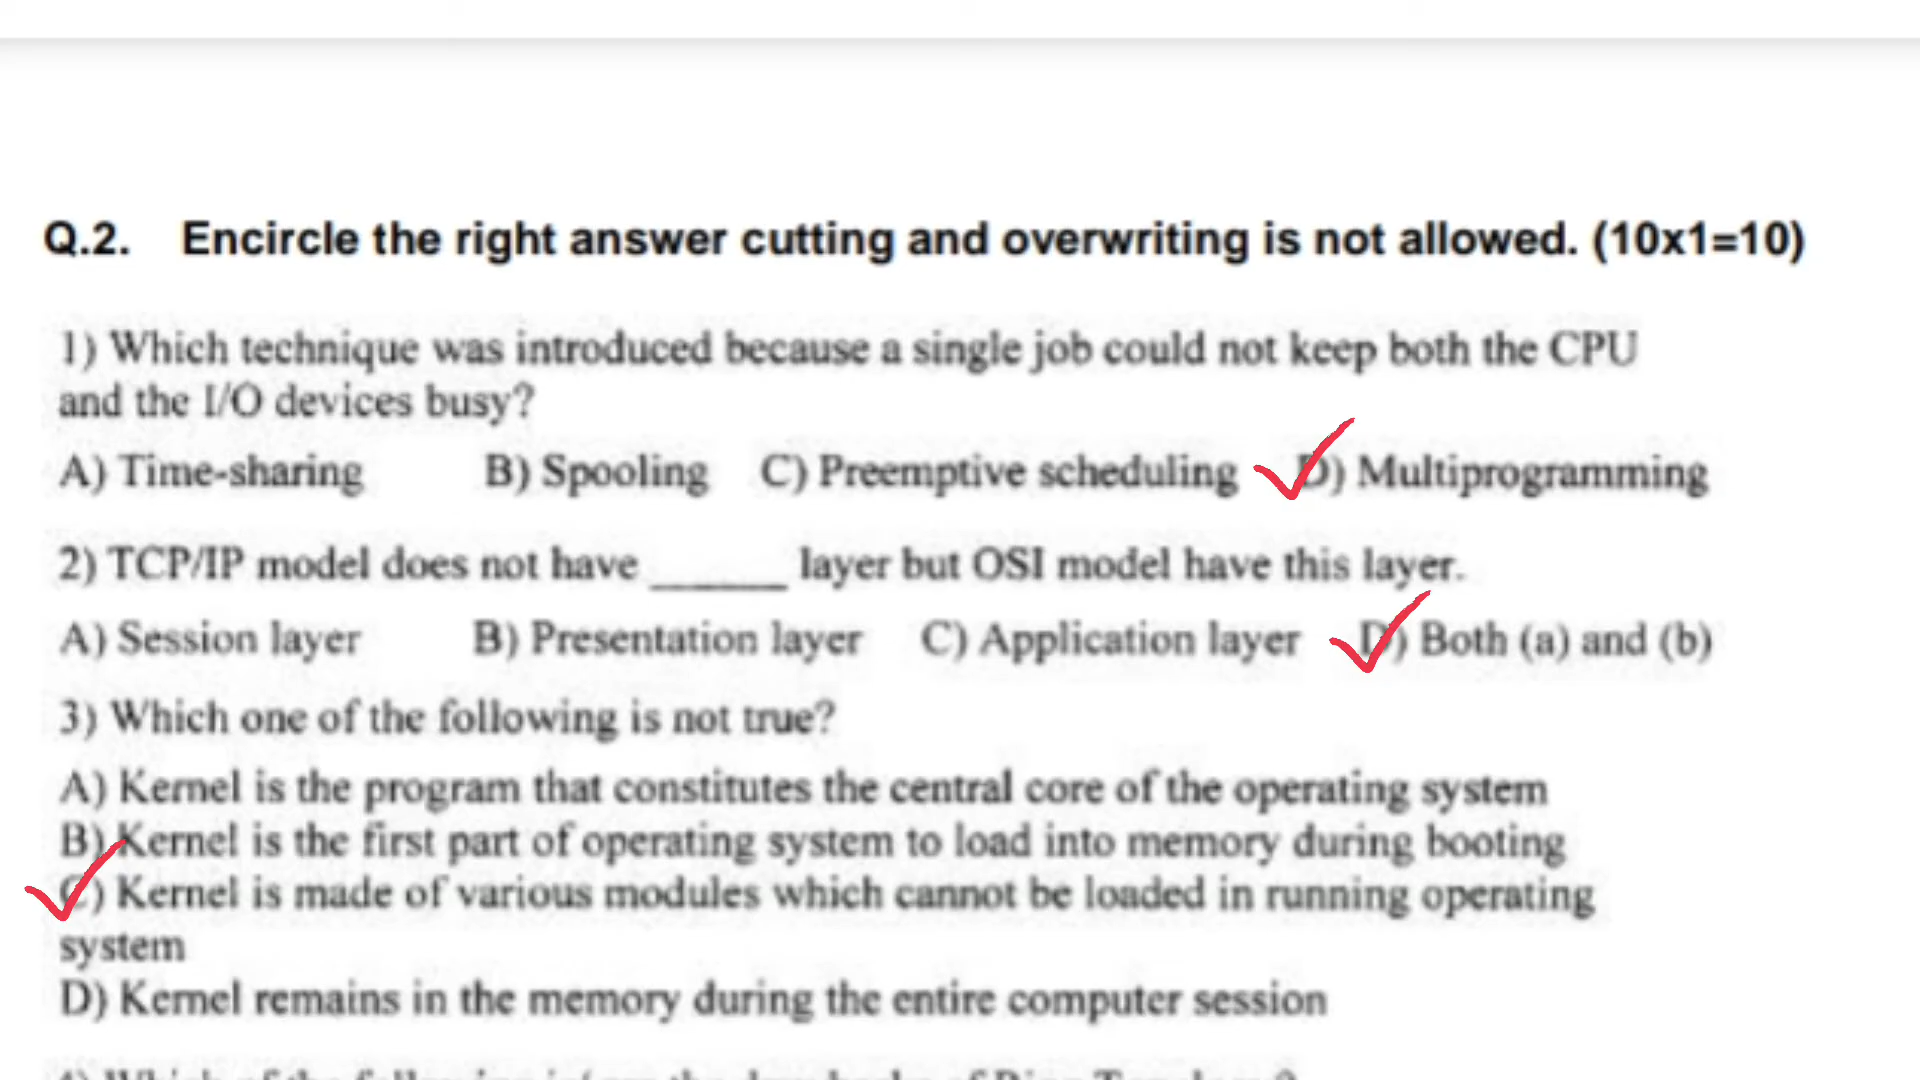 Q.2. Encircle the right answer cutting and overwriting is not allowed. (10x1=10)
1) Which technique was introduced because a single job could not keep both the CPU
and the I/O devices busy?
A) Time-sharing B) Spooling C) Preemptive scheduling D) Multiprogramming
2) TCP/IP model does not have ______ layer but OSI model have this layer.
A) Session layer B) Presentation layer C) Application layer D) Both (a) and (b)
3) Which one of the following is not true?
A) Kernel is the program that constitutes the central core of the operating system
B) Kernel is the first part of operating system to load into memory during booting
C) Kernel is made of various modules which cannot be loaded in running operating
system
D) Kernel remains in the memory during the entire computer session